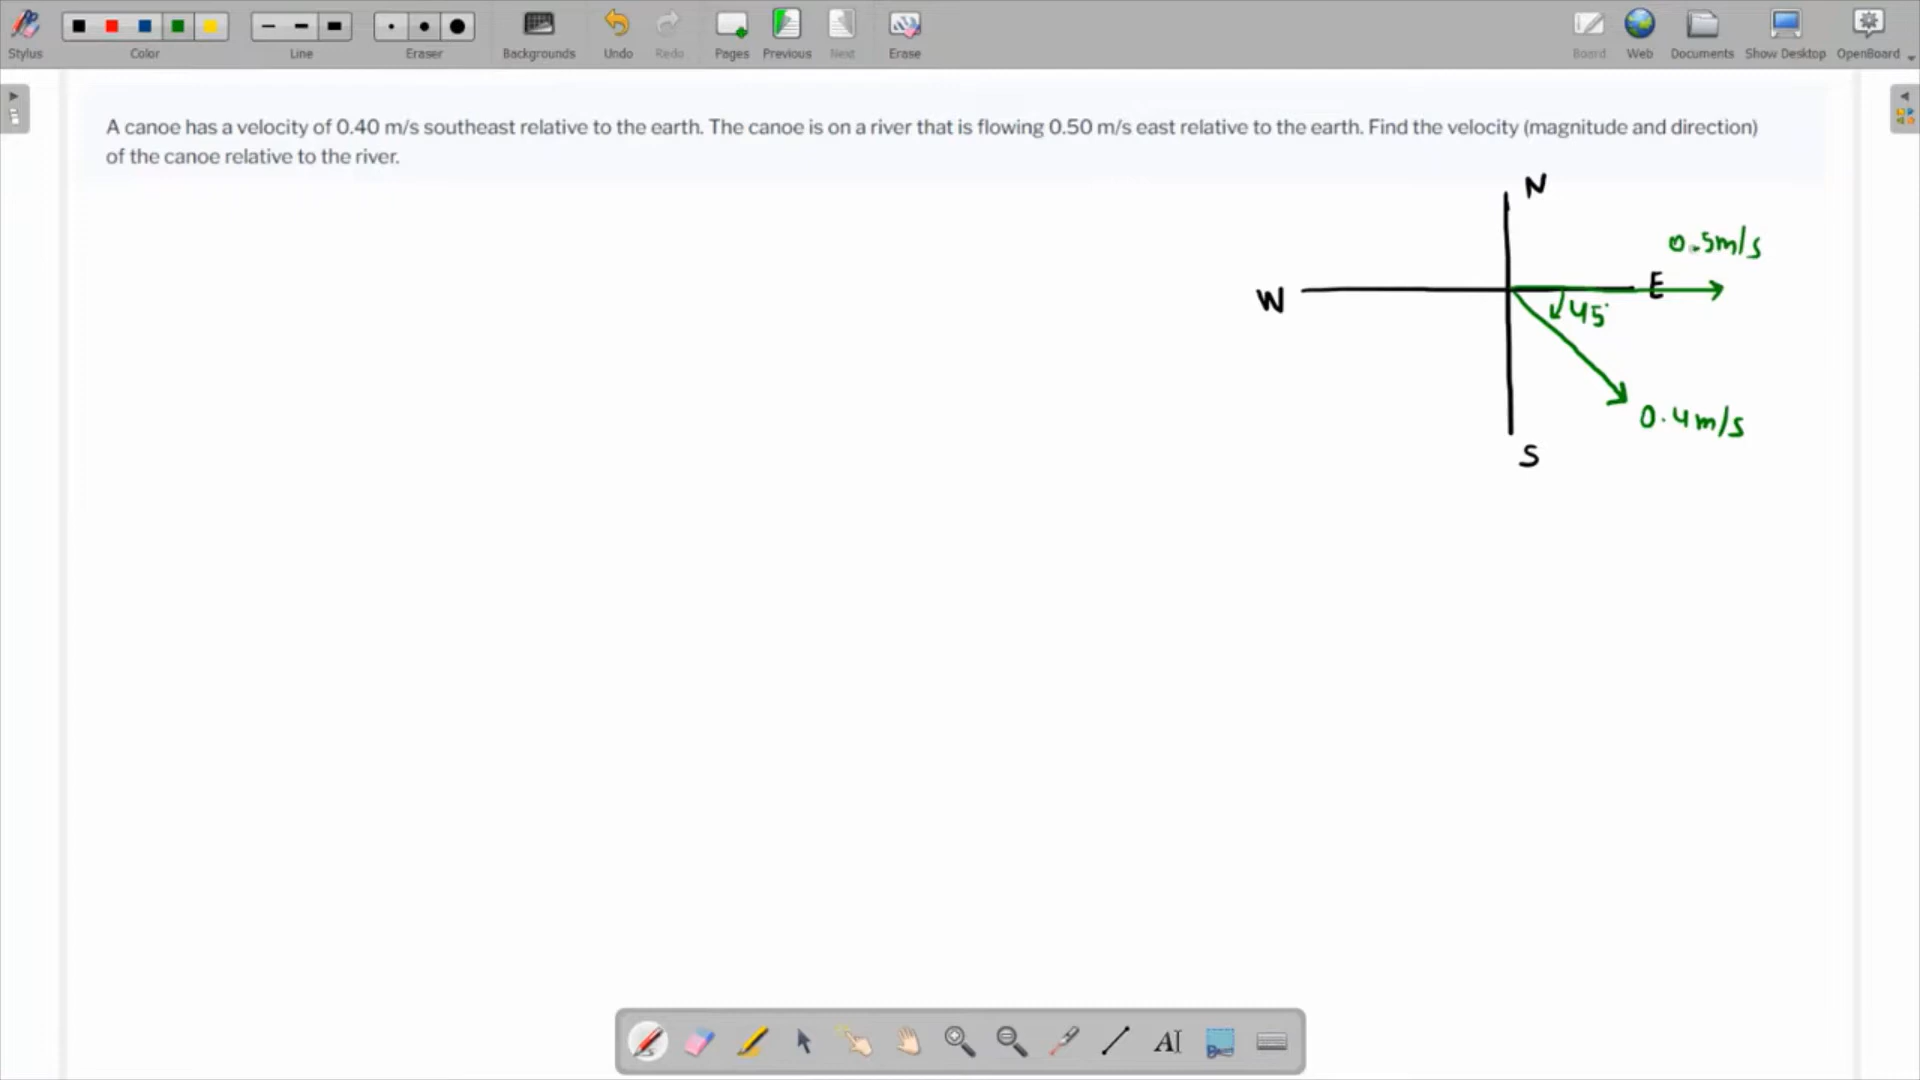 Stylus
Color
Line
Eraser
Backgrounds
Undo
Redo
Pages
Previous
Next
Erase
Board
Web
Documents
Show Desktop
OpenBoard
A canoe has a velocity of 0.40 m/s southeast relative to the earth. The canoe is on a river that is flowing 0.50 m/s east relative to the earth. Find the velocity (magnitude and direction)
of the canoe relative to the river.
N
0.5m/s
W
E
45°
0.4m/s
S
AI